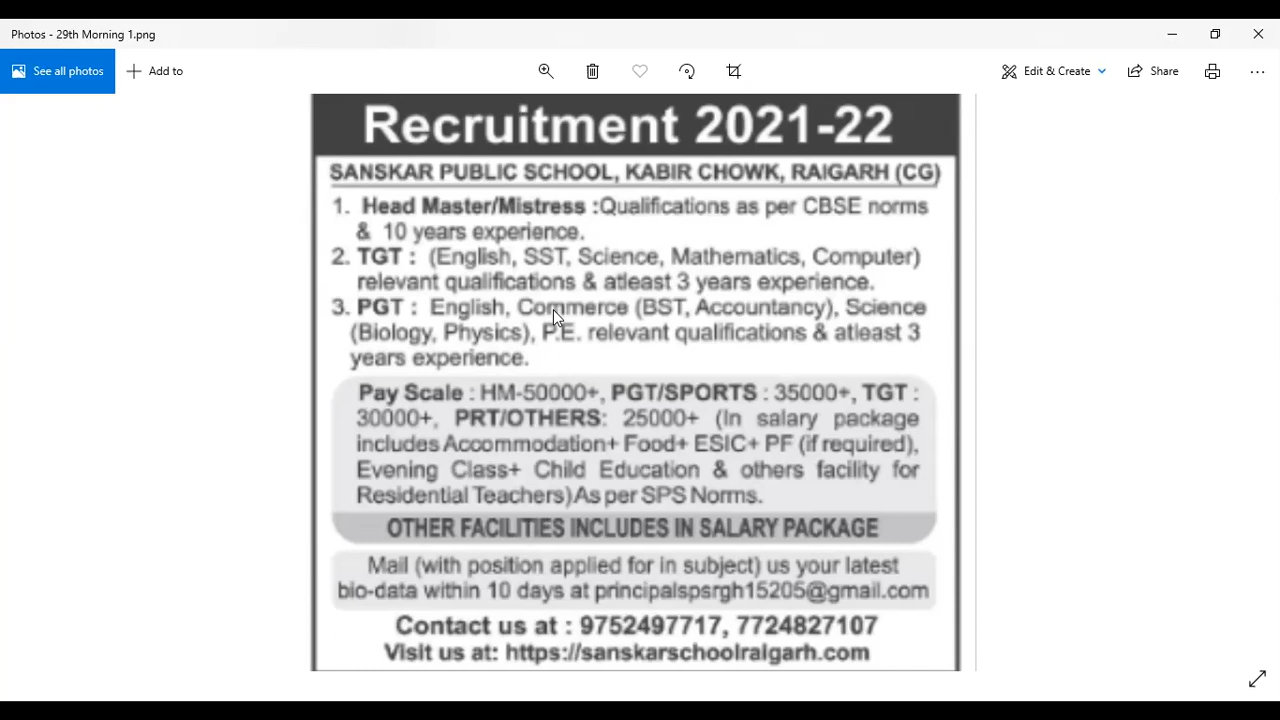 Photos - 29th Morning 1.png
See all photos
Add to
Edit & Create
Share
Recruitment 2021-22
SANSKAR PUBLIC SCHOOL, KABIR CHOWK, RAIGARH (CG)
1. Head Master/Mistress :Qualifications as per CBSE norms
& 10 years experience.
2. TGT : (English, SST, Science, Mathematics, Computer)
relevant qualifications & atleast 3 years experience.
3. PGT : English, Commerce (BST, Accountancy), Science
(Biology, Physics), P.E. relevant qualifications & atleast 3
years experience.
Pay Scale : HM-50000+, PGT/SPORTS : 35000+, TGT :
30000+, PRT/OTHERS: 25000+ (In salary package
includes Accommodation+ Food+ ESIC+ PF (if required),
Evening Class+ Child Education & others facility for
Residential Teachers) As per SPS Norms.
OTHER FACILITIES INCLUDES IN SALARY PACKAGE
Mail (with position applied for in subject) us your latest
bio-data within 10 days at principalspsrgh15205@gmail.com
Contact us at : 9752497717, 7724827107
Visit us at: https://sanskarschoolraigarh.com